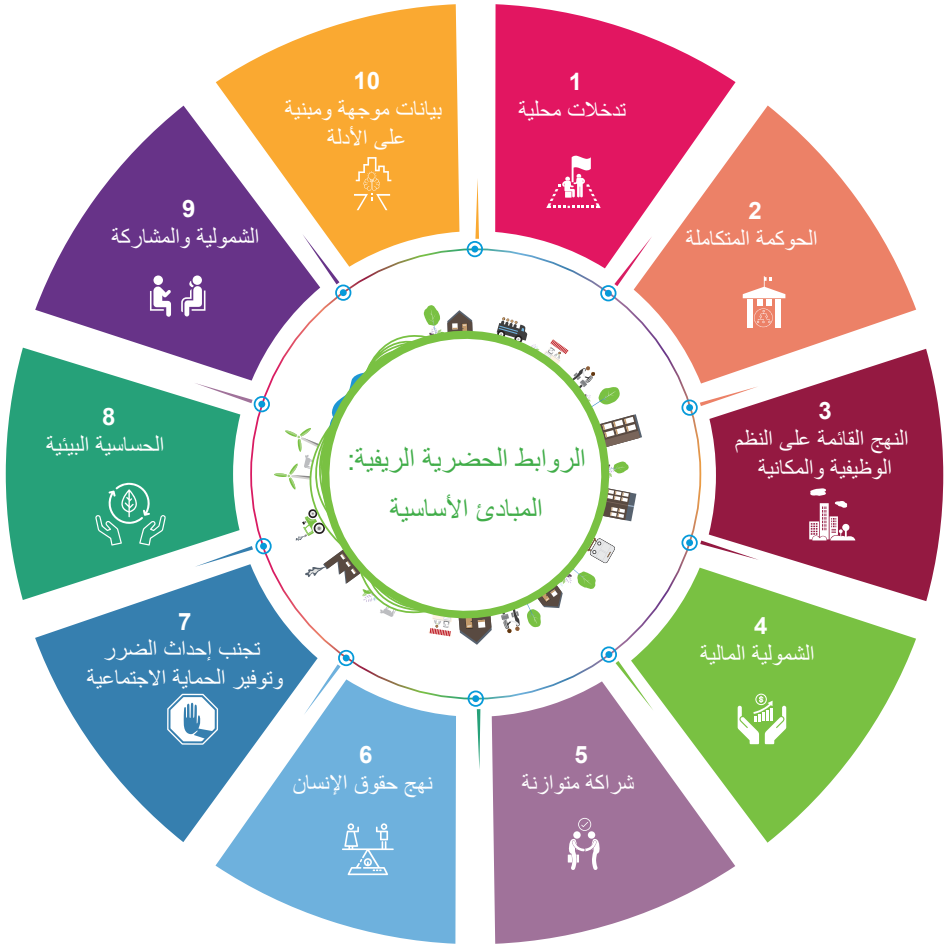 الروابط الحضرية الريفية:
المبادئ الأساسية
1
تدخلات محلية
2
الحوكمة المتكاملة
3
النهج القائمة على النظم
الوظيفية والمكانية
4
الشمولية المالية
5
شراكة متوازنة
6
نهج حقوق الإنسان
7
تجنب إحداث الضرر
وتوفير الحماية الاجتماعية
8
الحساسية البيئية
9
الشمولية والمشاركة
10
بيانات موجهة ومبنية
على الأدلة
$